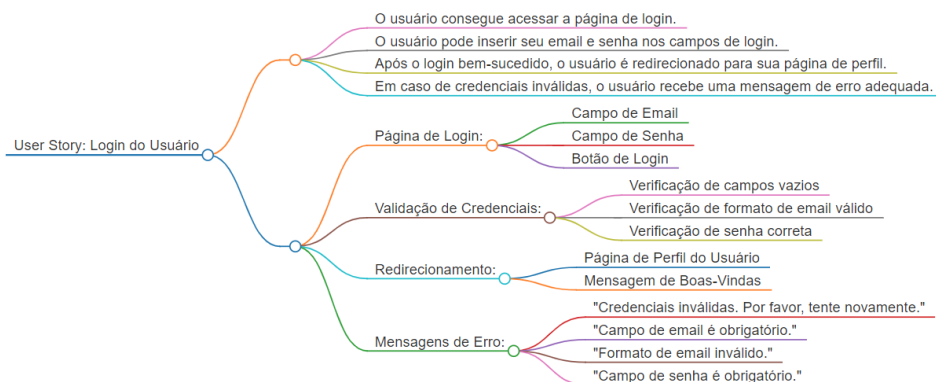 User Story: Login do Usuário
O usuário consegue acessar a página de login.
O usuário pode inserir seu email e senha nos campos de login.
Após o login bem-sucedido, o usuário é redirecionado para sua página de perfil.
Em caso de credenciais inválidas, o usuário recebe uma mensagem de erro adequada.
Página de Login:
Campo de Email
Campo de Senha
Botão de Login
Validação de Credenciais:
Verificação de campos vazios
Verificação de formato de email válido
Verificação de senha correta
Redirecionamento:
Página de Perfil do Usuário
Mensagem de Boas-Vindas
Mensagens de Erro:
"Credenciais inválidas. Por favor, tente novamente."
"Campo de email é obrigatório."
"Formato de email inválido."
"Campo de senha é obrigatório."